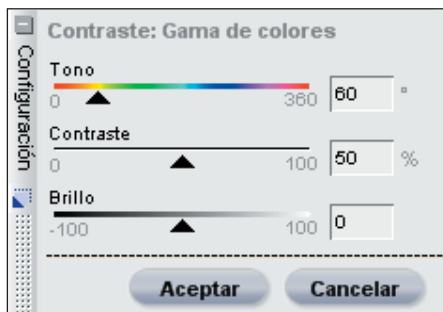 Configuración
Contraste: Gama de colores
Tono
0 360 60 °
Contraste
0 100 50 %
Brillo
-100 100 0
Aceptar Cancelar